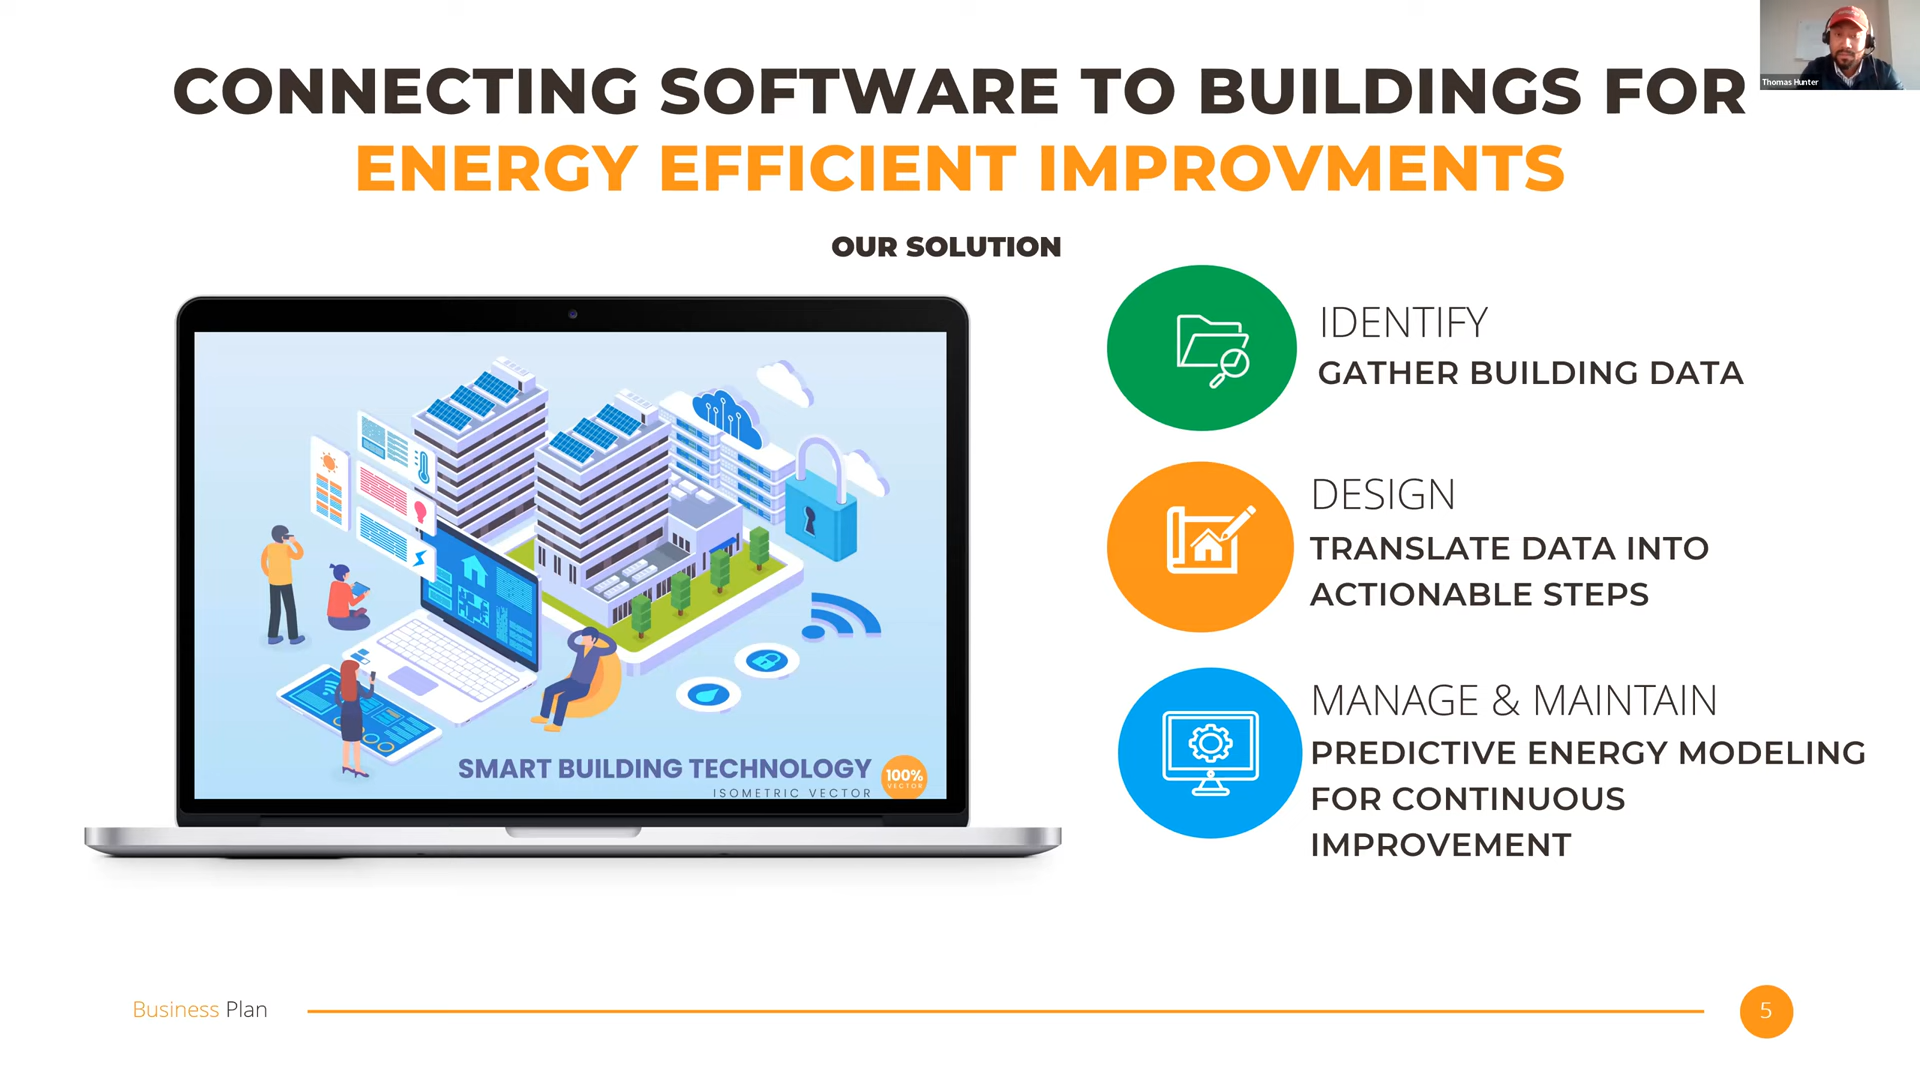 CONNECTING SOFTWARE TO BUILDINGS FOR
ENERGY EFFICIENT IMPROVMENTS
Thomas Hunter
OUR SOLUTION
IDENTIFY
GATHER BUILDING DATA
DESIGN
TRANSLATE DATA INTO
ACTIONABLE STEPS
MANAGE & MAINTAIN
PREDICTIVE ENERGY MODELING
FOR CONTINUOUS
IMPROVEMENT
SMART BUILDING TECHNOLOGY
ISOMETRIC VECTOR
100%
VECTOR
Business Plan
5